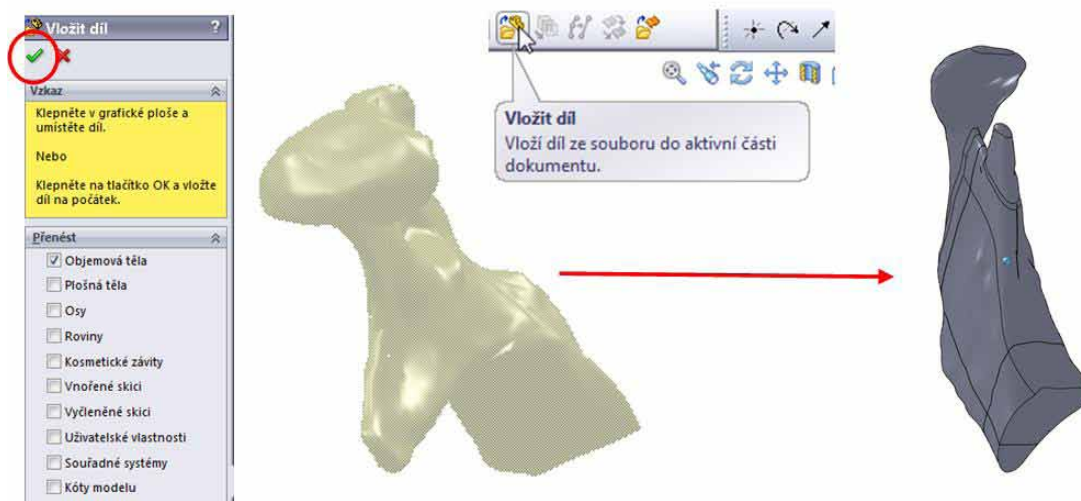 Vložit díl
?
Vzkaz
Klepněte v grafické ploše a
umístěte díl.
Nebo
Klepněte na tlačítko OK a vložte
díl na počátek.
Přenést
Objemová těla
Plošná těla
Osy
Roviny
Kosmetické závity
Vnořené skici
Vyčleněné skici
Uživatelské vlastnosti
Souřadné systémy
Kóty modelu
Vložit díl
Vloží díl ze souboru do aktivní části
dokumentu.